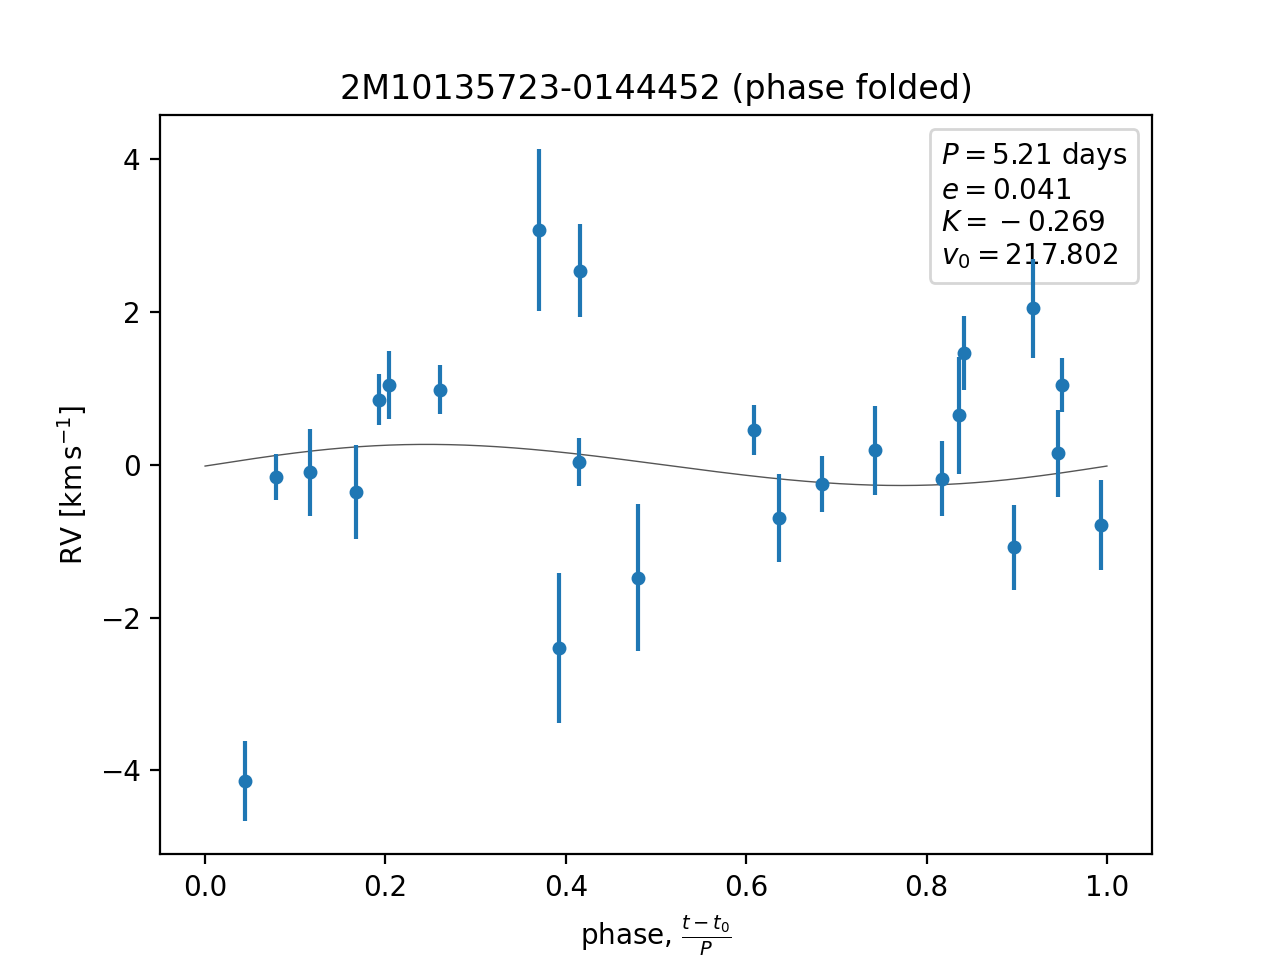 2M10135723-0144452 (phase folded)
P = 5.21 days
e = 0.041
K = −0.269
v₀ = 217.802
4
2
0
−2
−4
RV [km s⁻¹]
0.0 0.2 0.4 0.6 0.8 1.0
phase, (t − t₀)/P